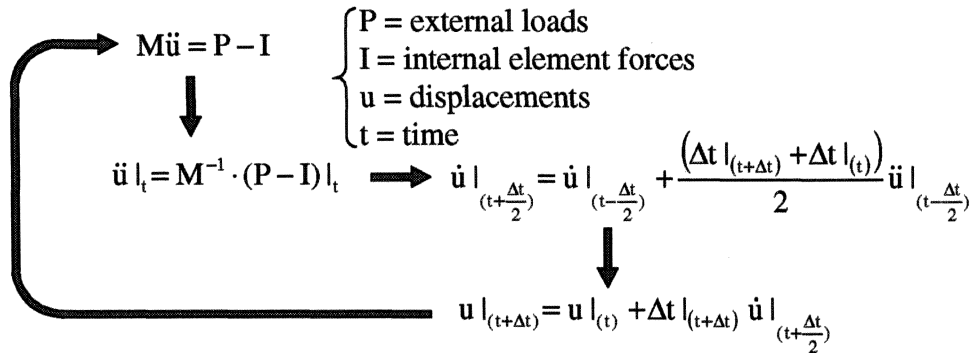 Mü = P – I
P = external loads
I = internal element forces
u = displacements
t = time
ü |ₜ = M⁻¹ · (P – I) |ₜ
u̇ |_(t+Δt/2) = u̇ |_(t–Δt/2) + (Δt |_(t+Δt) + Δt |_(t))/2 ü |_(t–Δt/2)
u |_(t+Δt) = u |_(t) + Δt |_(t+Δt) u̇ |_(t+Δt/2)